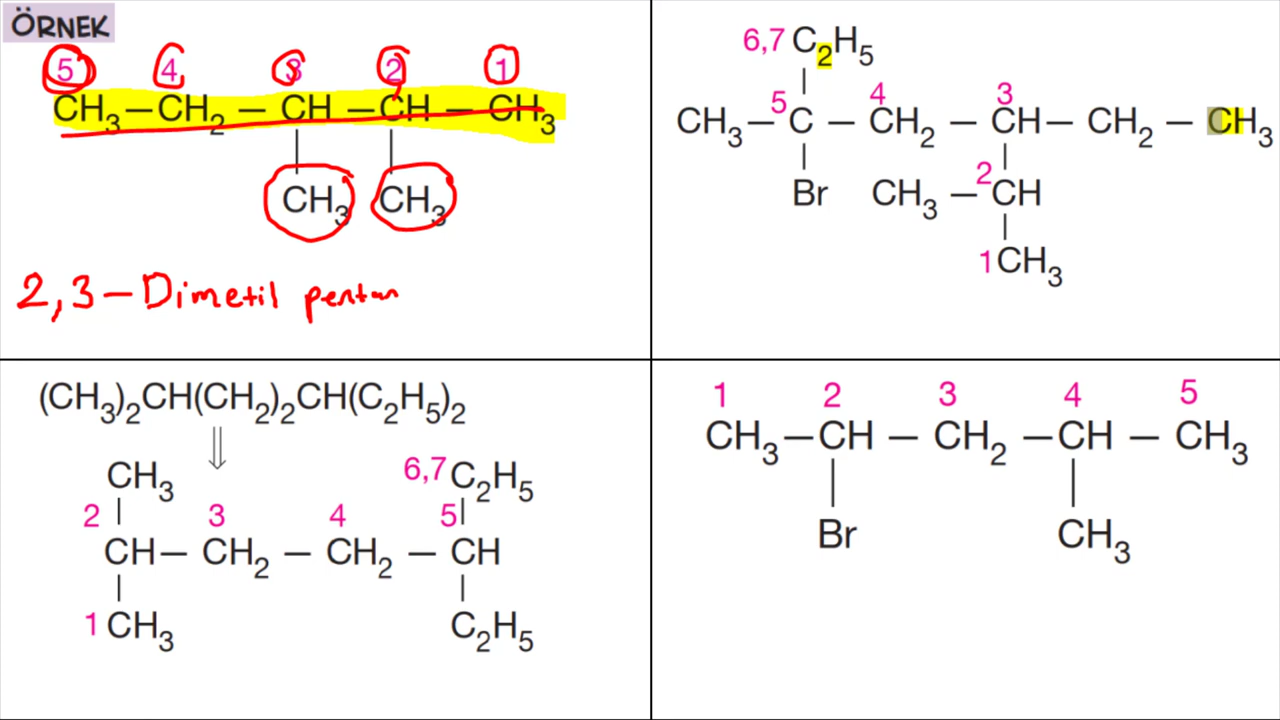 ÖRNEK
5 4 3 2 1
CH₃ – CH₂ – CH – CH – CH₃
CH₃ CH₃
2,3-Dimetil pentan
6,7 C₂H₅
5 4 3
CH₃ – C – CH₂ – CH – CH₂ – CH₃
Br CH₃ – 2 CH
1 CH₃
(CH₃)₂CH(CH₂)₂CH(C₂H₅)₂
⇓
CH₃ 6,7 C₂H₅
2 3 4 5
CH – CH₂ – CH₂ – CH
1 CH₃ C₂H₅
1 2 3 4 5
CH₃ – CH – CH₂ – CH – CH₃
Br CH₃